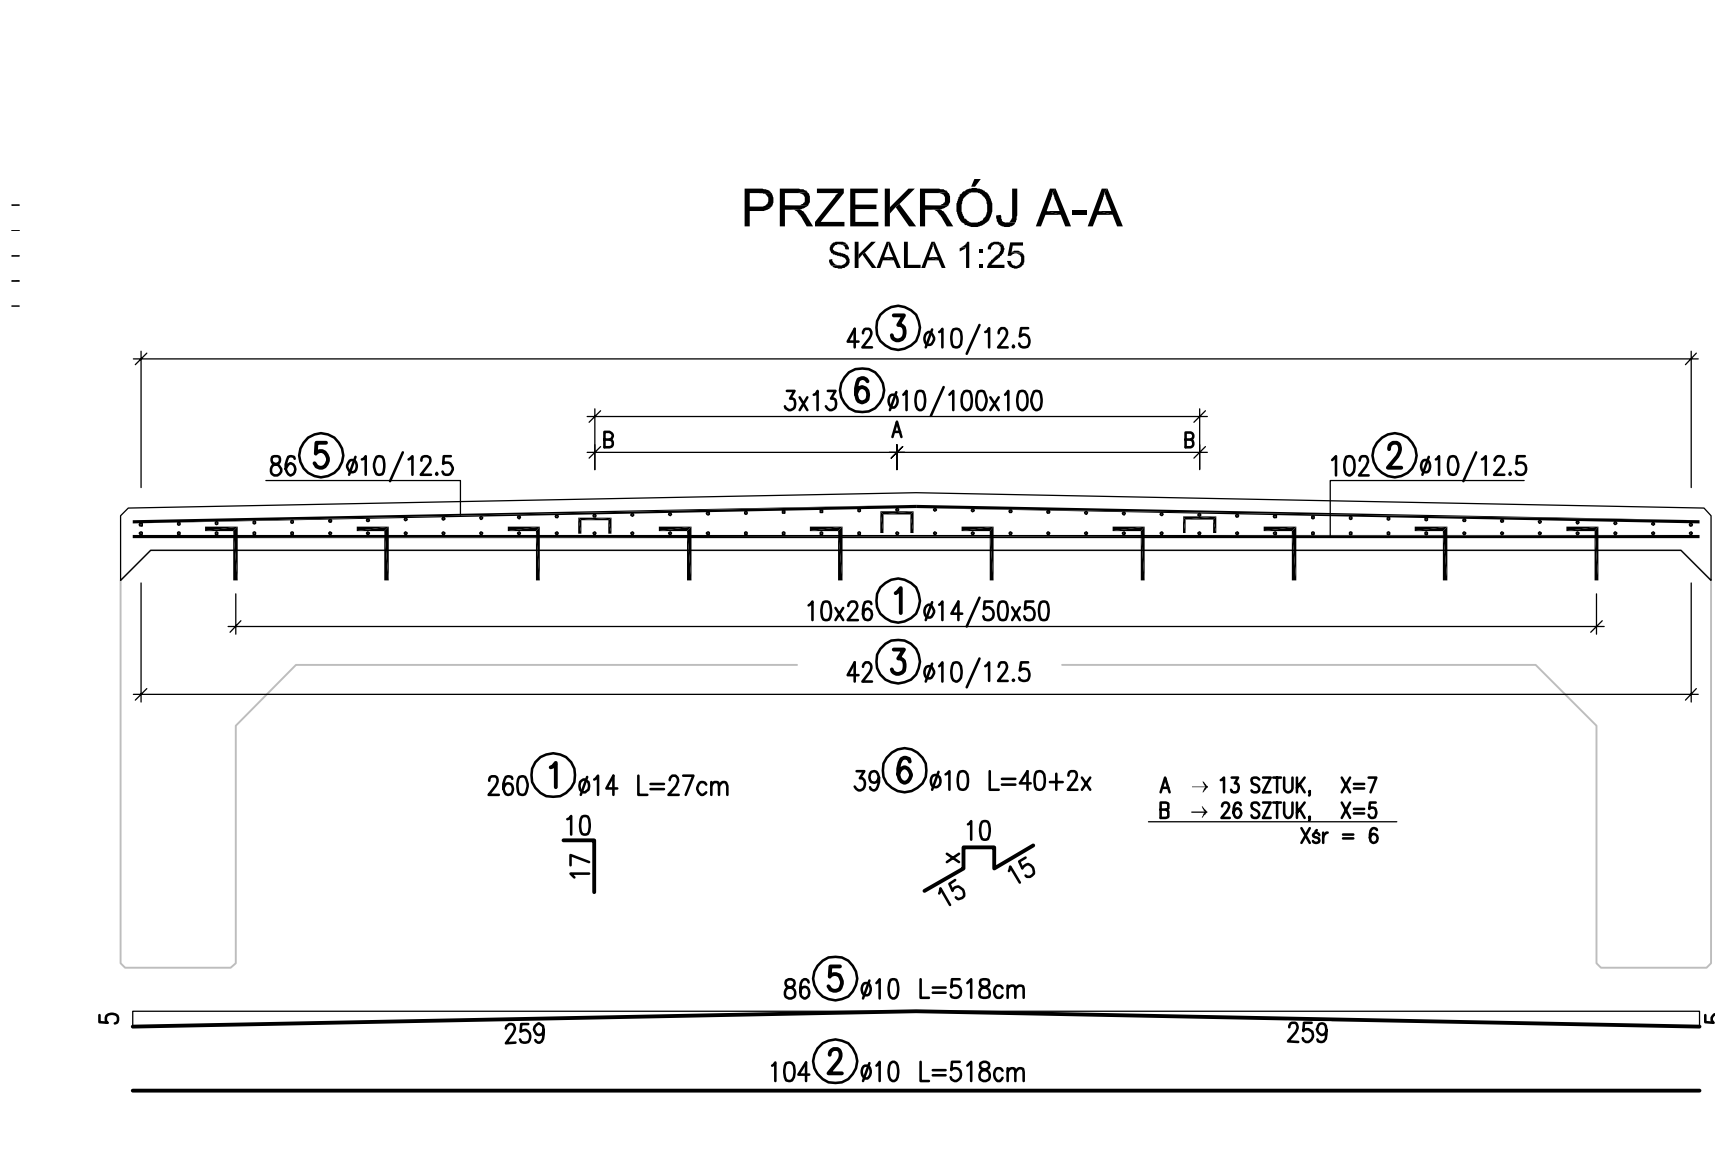 PRZEKRÓJ A-A
SKALA 1:25
42 3 ø10/12.5
3x13 6 ø10/100x100
B A B
86 5 ø10/12.5
102 2 ø10/12.5
10x26 1 ø14/50x50
42 3 ø10/12.5
260 1 ø14 L=27cm
10
17
39 6 ø10 L=40+2x
10
x
15
15
A → 13 SZTUK, X=7
B → 26 SZTUK, X=5
Xśr = 6
86 5 ø10 L=518cm
5
259
259
5
104 2 ø10 L=518cm